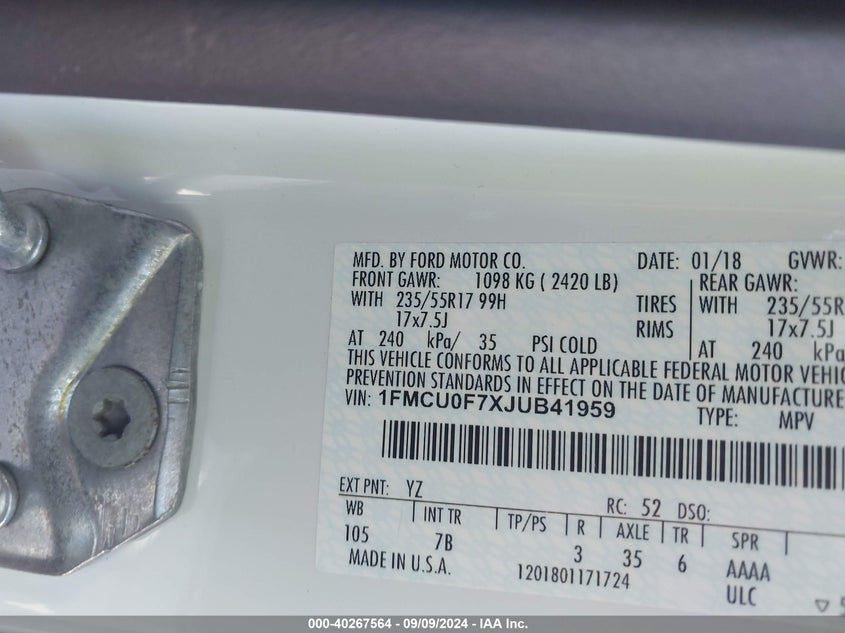 MFD. BY FORD MOTOR CO. DATE: 01/18 GVWR:
FRONT GAWR: 1098 KG ( 2420 LB) REAR GAWR:
WITH 235/55R17 99H TIRES WITH 235/55R
17x7.5J RIMS 17x7.5J
AT 240 kPa/ 35 PSI COLD AT 240 kPa
THIS VEHICLE CONFORMS TO ALL APPLICABLE FEDERAL MOTOR VEHIC
PREVENTION STANDARDS IN EFFECT ON THE DATE OF MANUFACTURE
VIN: 1FMCU0F7XJUB41959 TYPE: MPV
EXT PNT: YZ RC: 52 DSO:
WB INT TR TP/PS R AXLE TR SPR
105 7B 3 35 6 AAAA
MADE IN U.S.A. 1201801171724 ULC
000-40267564 - 09/09/2024 - IAA Inc.